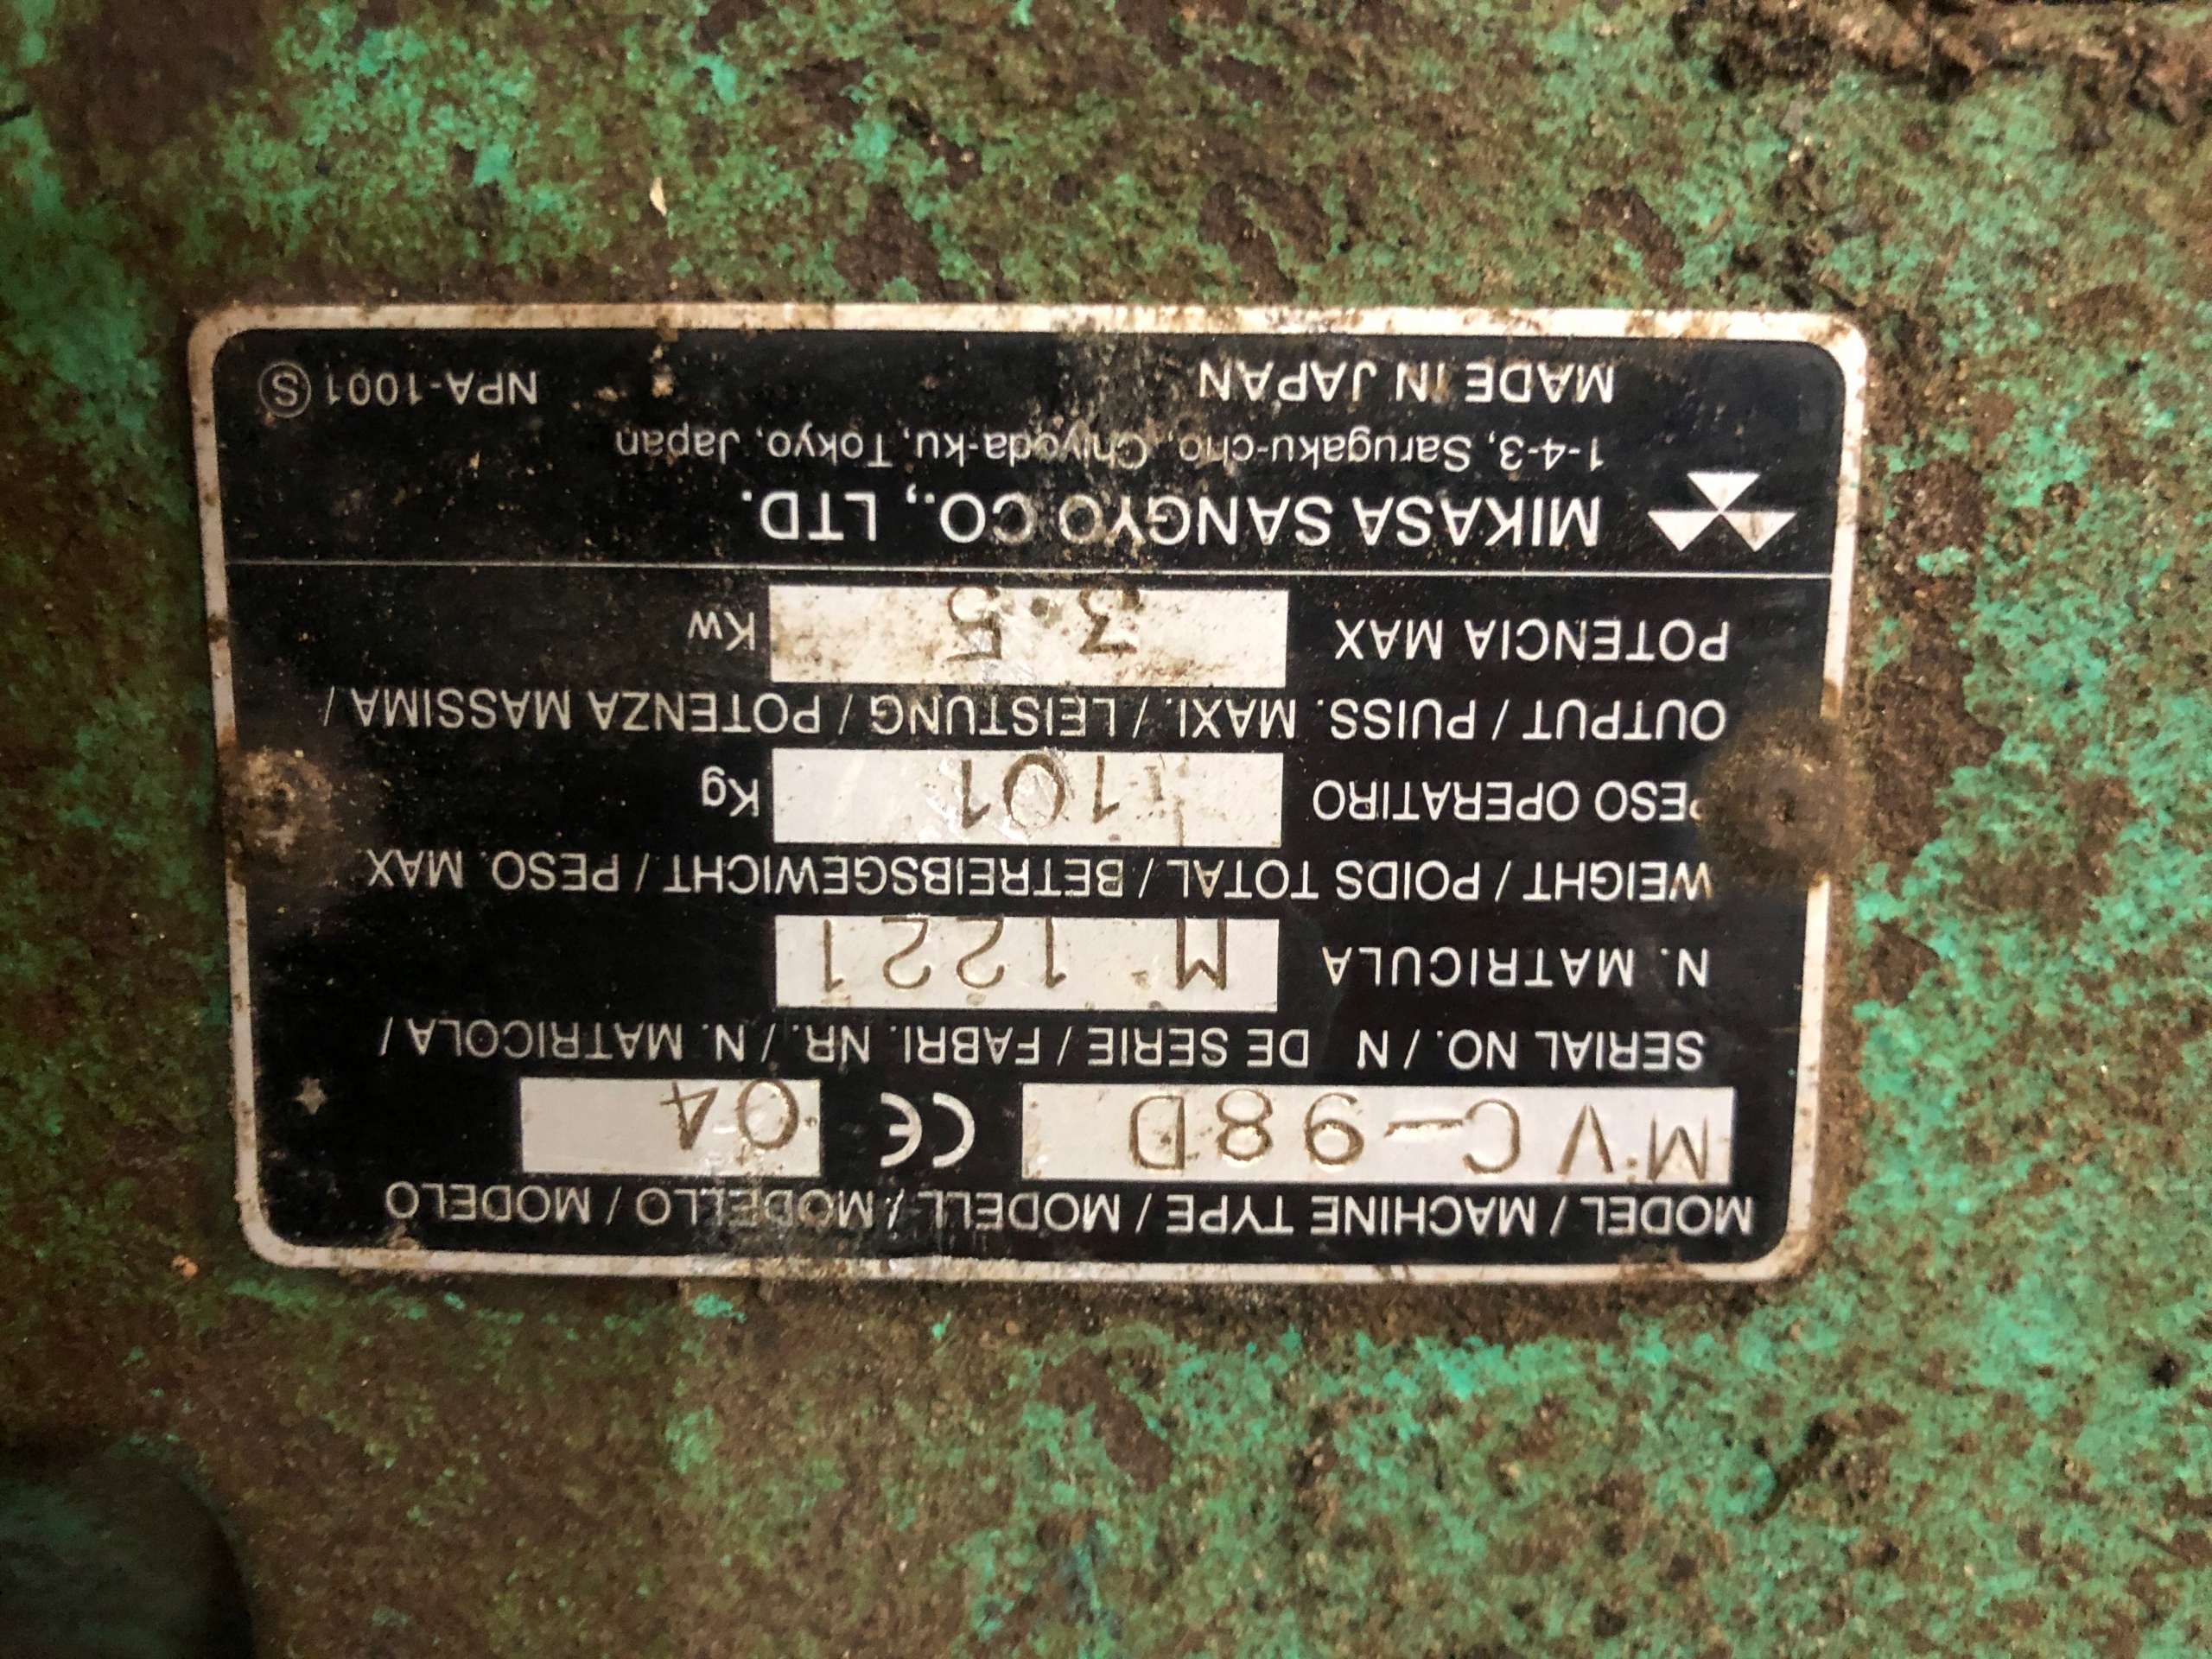 MODEL / MACHINE TYPE / MODELL / MODELLO / MODELO
MVC-98D CE 04
SERIAL NO. / N DE SERIE / FABRI. NR. / N. MATRICOLA /
N. MATRICULA M 1221
WEIGHT / POIDS TOTAL / BETREIBSGEWICHT / PESO MAX
PESO OPERATIRO 101 Kg
OUTPUT / PUISS. MAXI. / LEISTUNG / POTENZA MASSIMA /
POTENCIA MAX 3.5 Kw
MIKASA SANGYO CO., LTD.
1-4-3, Sarugaku-cho, Chiyoda-ku, Tokyo, Japan
MADE IN JAPAN NPA-1001 Ⓢ